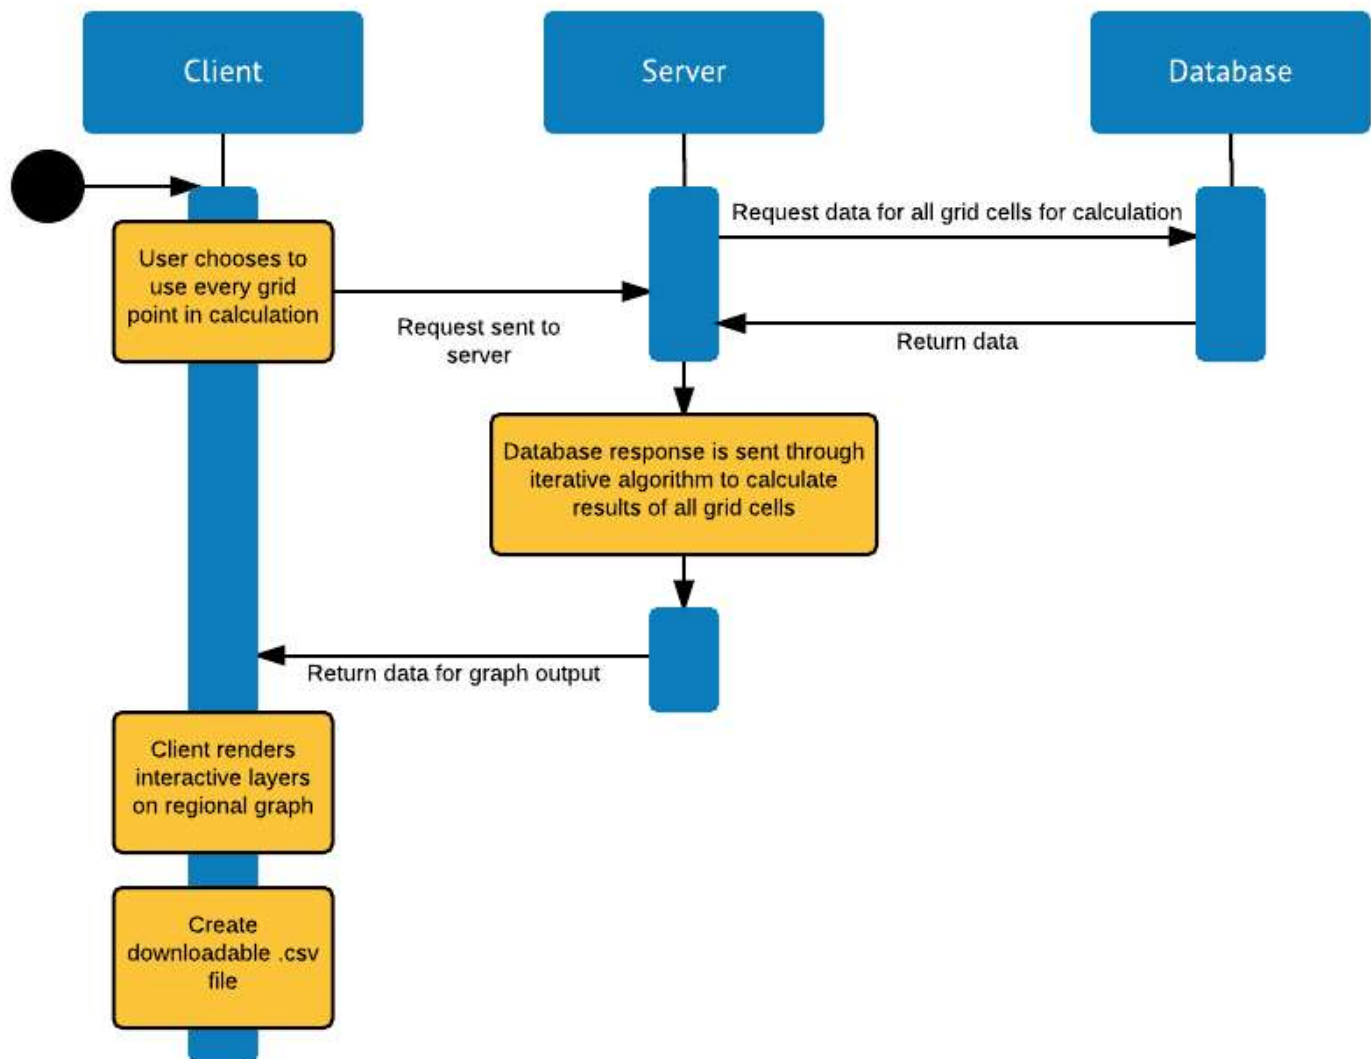 Client
Server
Database
Request data for all grid cells for calculation
User chooses to
use every grid
point in calculation
Request sent to
server
Return data
Database response is sent through
iterative algorithm to calculate
results of all grid cells
Return data for graph output
Client renders
interactive layers
on regional graph
Create
downloadable .csv
file